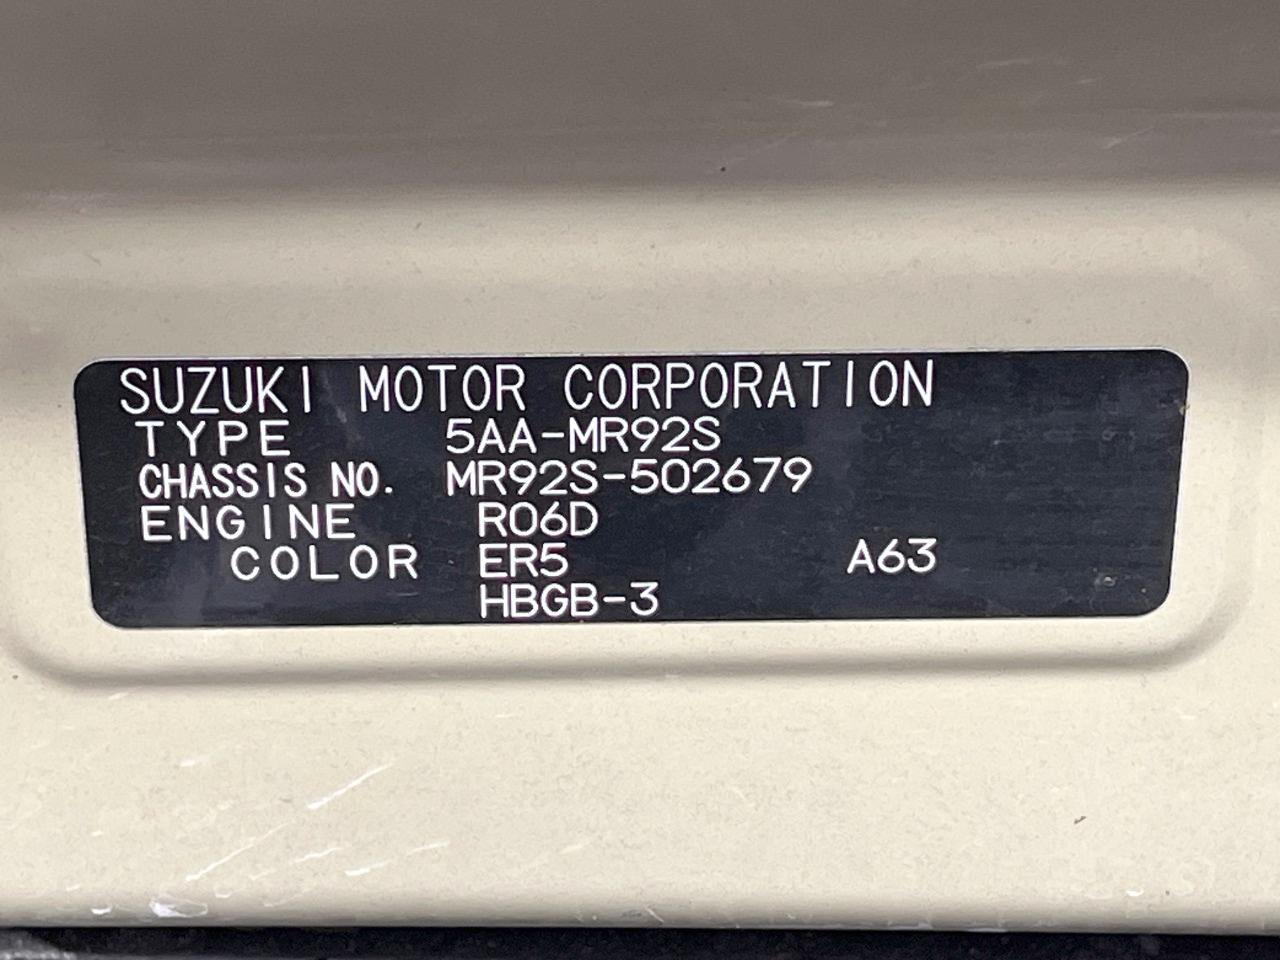 SUZUKI MOTOR CORPORATION
TYPE 5AA-MR92S
CHASSIS NO. MR92S-502679
ENGINE R06D
COLOR ER5 A63
HBGB-3